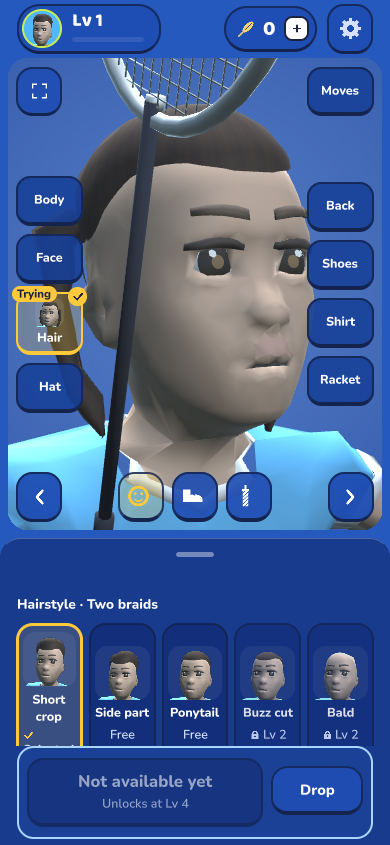 Lv 1
0
+
Moves
Body
Back
Face
Shoes
Trying
Hair
Shirt
Hat
Racket
Hairstyle · Two braids
Short
crop
Side part
Free
Ponytail
Free
Buzz cut
Lv 2
Bald
Lv 2
Not available yet
Unlocks at Lv 4
Drop